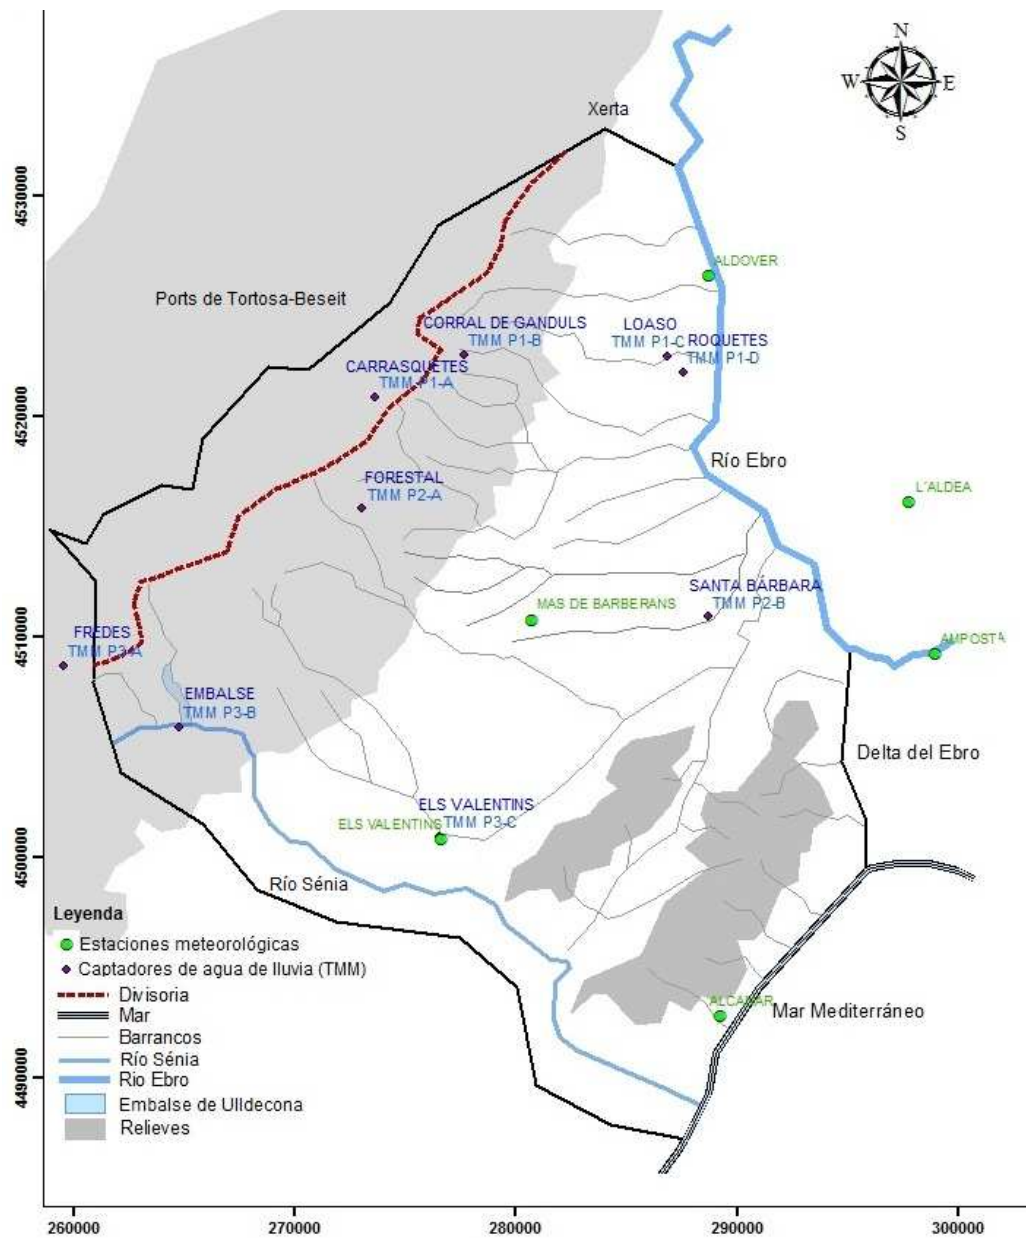 N
W E
S
Xerta
4530000
ALDOVER
Ports de Tortosa-Beseit
CORRAL DE GANDULS
TMM P1-B
LOASO
TMM P1-C
ROQUETES
TMM P1-D
CARRASQUETES
TMM P1-A
4520000
Río Ebro
FORESTAL
TMM P2-A
L'ALDEA
SANTA BÁRBARA
TMM P2-B
MAS DE BARBERANS
4510000
FREDES
TMM P3-A
AMPOSTA
EMBALSE
TMM P3-B
Delta del Ebro
ELS VALENTINS
ELS VALENTINS
TMM P3-C
4500000
Río Sénia
Leyenda
Estaciones meteorológicas
Captadores de agua de lluvia (TMM)
Divisoria
Mar
Barrancos
Río Sénia
Rio Ebro
Embalse de Ulldecona
Relieves
ALCANAR
Mar Mediterráneo
4490000
260000 270000 280000 290000 300000